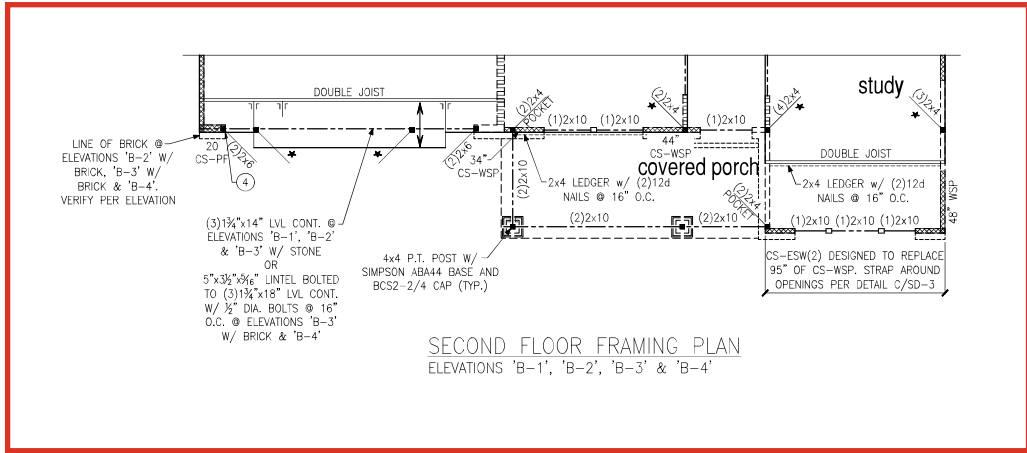 DOUBLE JOIST
LINE OF BRICK @
ELEVATIONS 'B-2' W/
BRICK, 'B-3' W/
BRICK & 'B-4'.
VERIFY PER ELEVATION
20
CS-PF
(2)2x6
4
(2)2x6
34"
CS-WSP
(2)2x4
POCKET
(1)2x10
(2)2x4
(1)2x10
44"
CS-WSP
covered porch
study
(4)2x4
(3)2x4
DOUBLE JOIST
2x4 LEDGER w/ (2)12d
NAILS @ 16" O.C.
2x4 LEDGER w/ (2)12d
NAILS @ 16" O.C.
48" WSP
(2)2x10
(2)2x10
(2)2x10
(2)2x4
POCKET
(1)2x10
(1)2x10
(1)2x10
(3)1¾"x14" LVL CONT. @
ELEVATIONS 'B-1', 'B-2'
& 'B-3' W/ STONE
OR
5"x3½"x5/16" LINTEL BOLTED
TO (3)1¾"x18" LVL CONT.
W/ ½" DIA. BOLTS @ 16"
O.C. @ ELEVATIONS 'B-3'
W/ BRICK & 'B-4'
4x4 P.T. POST W/
SIMPSON ABA44 BASE AND
BCS2-2/4 CAP (TYP.)
CS-ESW(2) DESIGNED TO REPLACE
95" OF CS-WSP. STRAP AROUND
OPENINGS PER DETAIL C/SD-3
SECOND FLOOR FRAMING PLAN
ELEVATIONS 'B-1', 'B-2', 'B-3' & 'B-4'